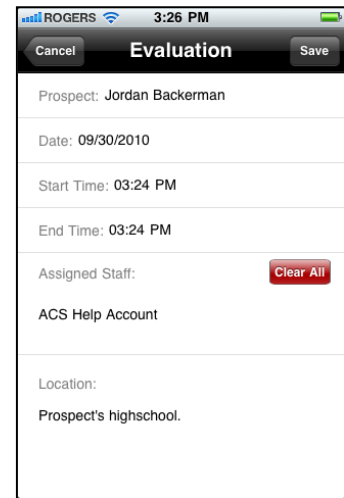 ROGERS 3:26 PM
Cancel Evaluation Save
Prospect: Jordan Backerman
Date: 09/30/2010
Start Time: 03:24 PM
End Time: 03:24 PM
Assigned Staff: Clear All
ACS Help Account
Location:
Prospect's highschool.